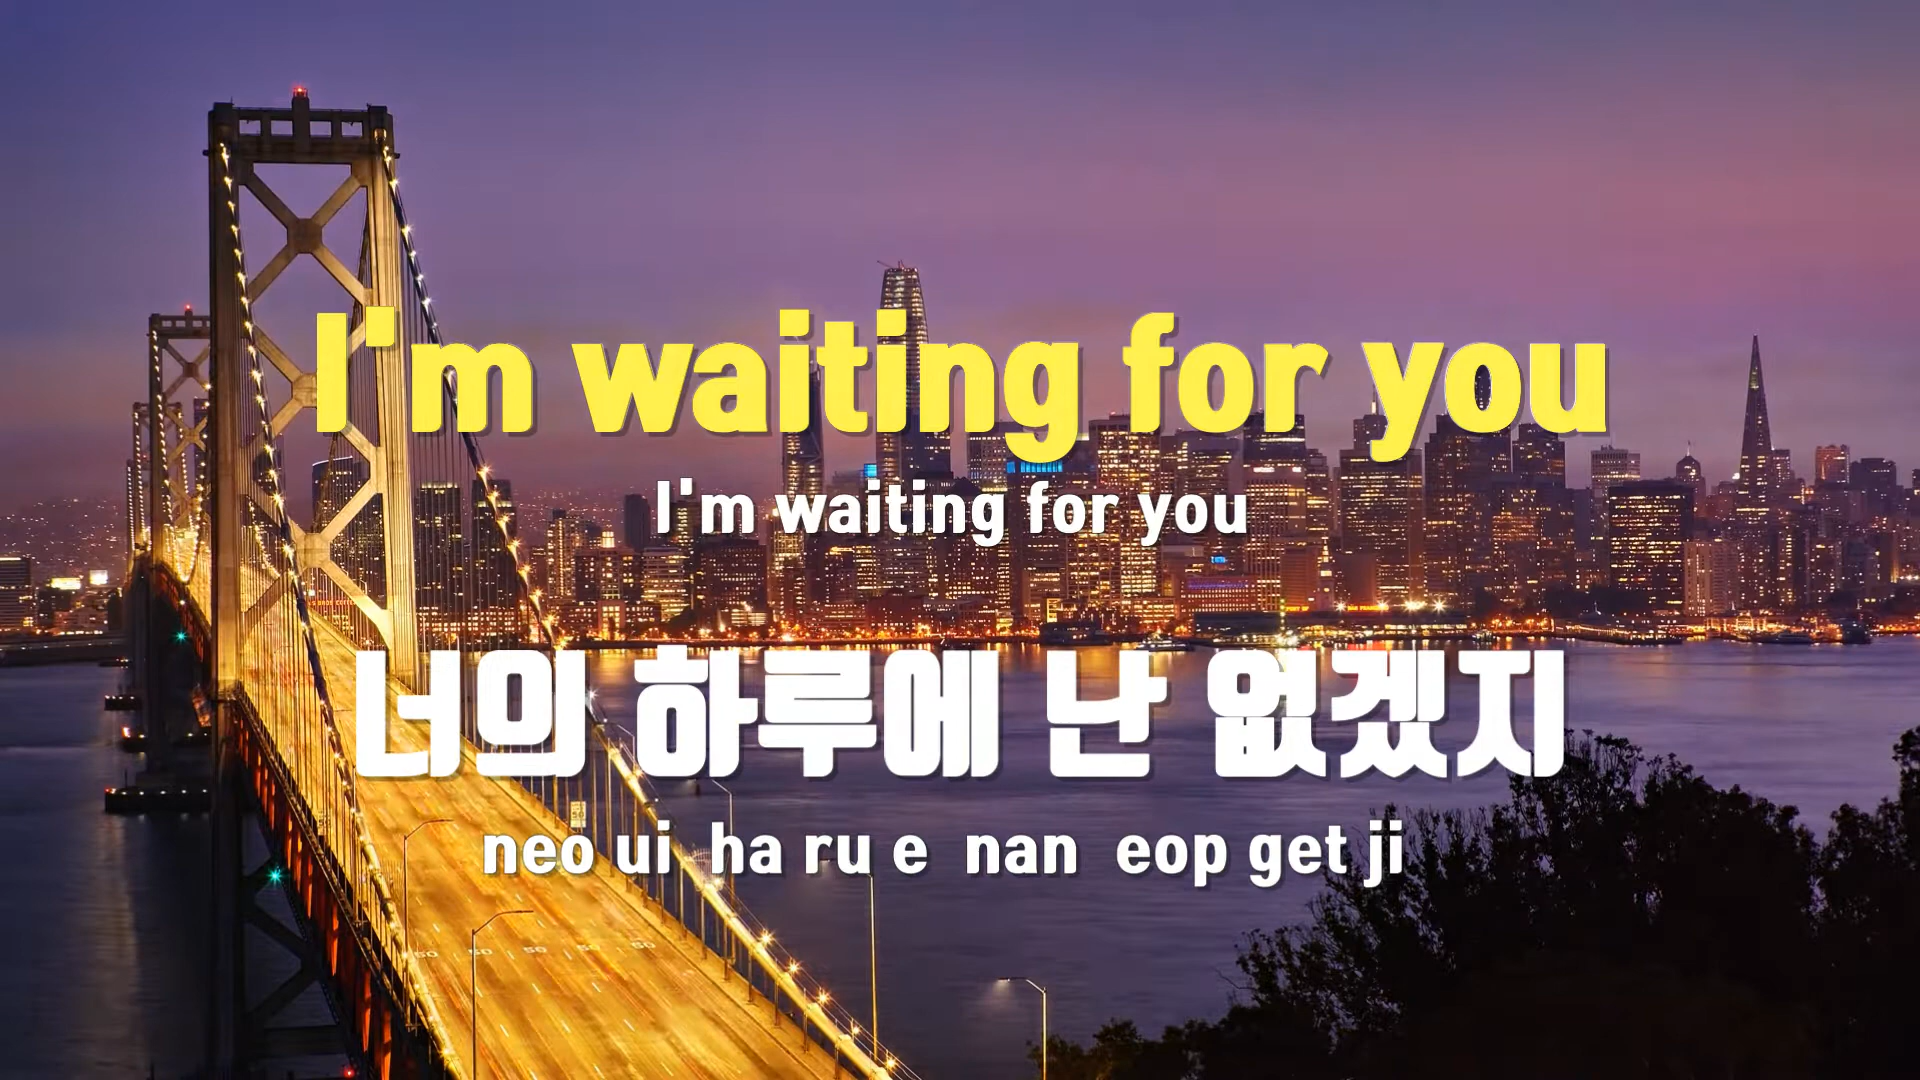 I'm waiting for you
I'm waiting for you
너의 하루에 난 없겠지
neo ui ha ru e nan eop get ji